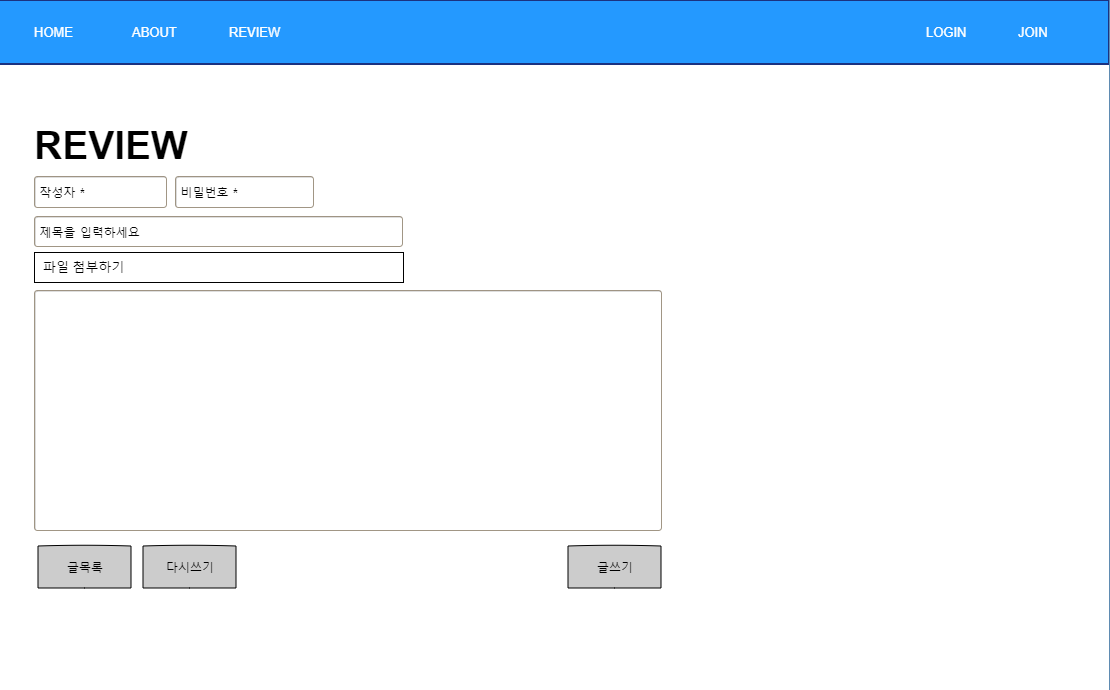 HOME ABOUT REVIEW LOGIN JOIN
REVIEW
작성자 * 비밀번호 *
제목을 입력하세요
파일 첨부하기
글목록 다시쓰기 글쓰기